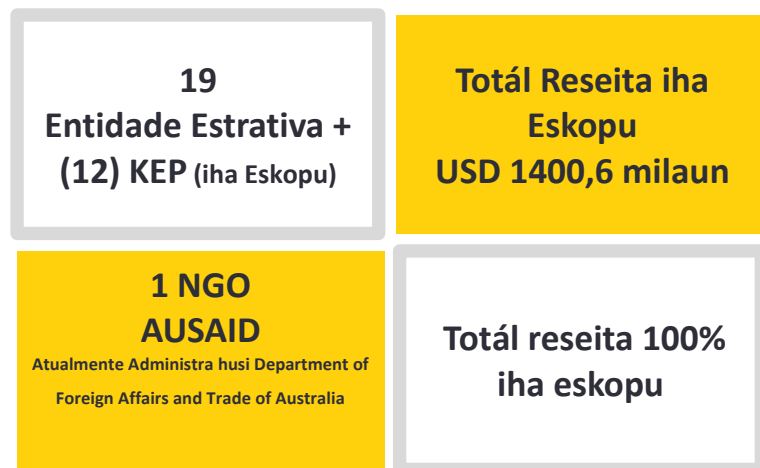 19
Entidade Estrativa +
(12) KEP (iha Eskopu)
Totál Reseita iha
Eskopu
USD 1400,6 milaun
1 NGO
AUSAID
Atualmente Administra husi Department of
Foreign Affairs and Trade of Australia
Totál reseita 100%
iha eskopu